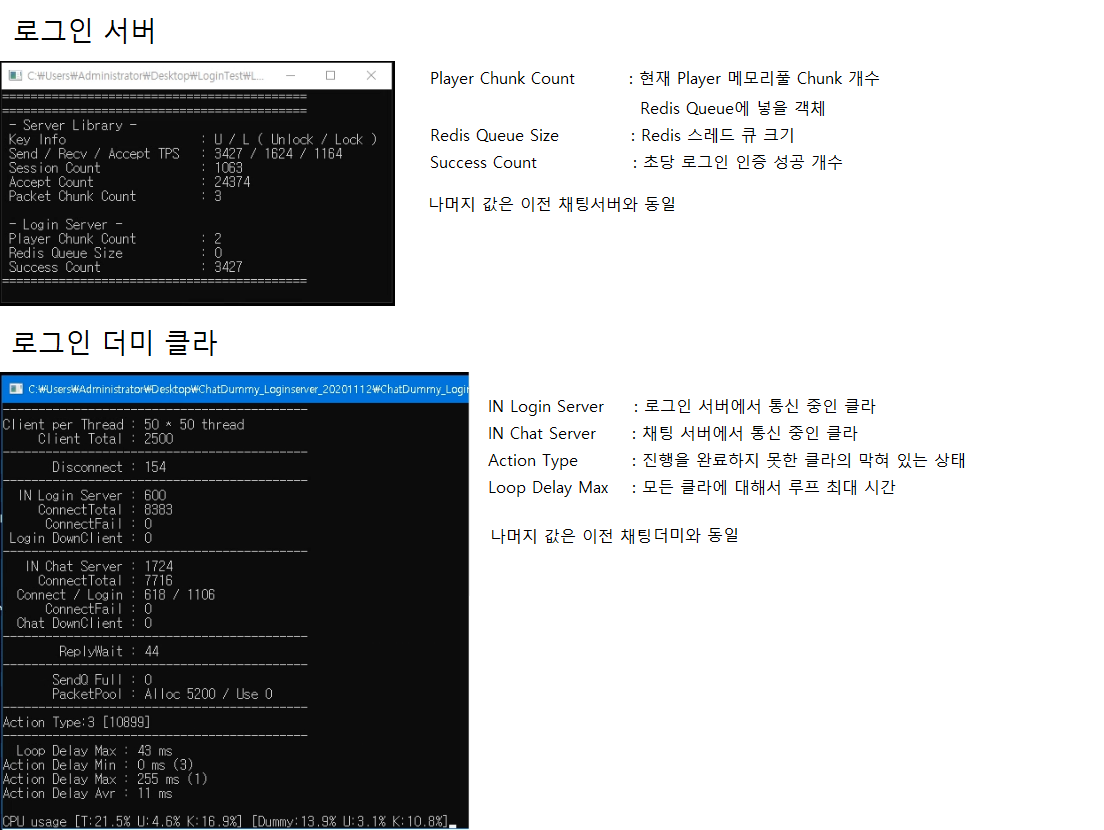 로그인 서버
C:₩Users₩Administrator₩Desktop₩LoginTest₩L...
==========================================
==========================================
- Server Library -
Key Info : U / L ( Unlock / Lock )
Send / Recv / Accept TPS : 3427 / 1624 / 1164
Session Count : 1063
Accept Count : 24374
Packet Chunk Count : 3
- Login Server -
Player Chunk Count : 2
Redis Queue Size : 0
Success Count : 3427
==========================================
Player Chunk Count : 현재 Player 메모리풀 Chunk 개수
Redis Queue에 넣을 객체
Redis Queue Size : Redis 스레드 큐 크기
Success Count : 초당 로그인 인증 성공 개수
나머지 값은 이전 채팅서버와 동일
로그인 더미 클라
C:₩Users₩Administrator₩Desktop₩ChatDummy_Loginserver_20201112₩ChatDummy_Login
-------------------------------------------
Client per Thread : 50 * 50 thread
Client Total : 2500
-------------------------------------------
Disconnect : 154
-------------------------------------------
IN Login Server : 600
ConnectTotal : 8383
ConnectFail : 0
Login DownClient : 0
-------------------------------------------
IN Chat Server : 1724
ConnectTotal : 7716
Connect / Login : 618 / 1106
ConnectFail : 0
Chat DownClient : 0
-------------------------------------------
ReplyWait : 44
-------------------------------------------
SendQ Full : 0
PacketPool : Alloc 5200 / Use 0
-------------------------------------------
Action Type:3 [10899]
-------------------------------------------
Loop Delay Max : 43 ms
Action Delay Min : 0 ms (3)
Action Delay Max : 255 ms (1)
Action Delay Avr : 11 ms
CPU usage [T:21.5% U:4.6% K:16.9%] [Dummy:13.9% U:3.1% K:10.8%]_
IN Login Server : 로그인 서버에서 통신 중인 클라
IN Chat Server : 채팅 서버에서 통신 중인 클라
Action Type : 진행을 완료하지 못한 클라의 막혀 있는 상태
Loop Delay Max : 모든 클라에 대해서 루프 최대 시간
나머지 값은 이전 채팅더미와 동일